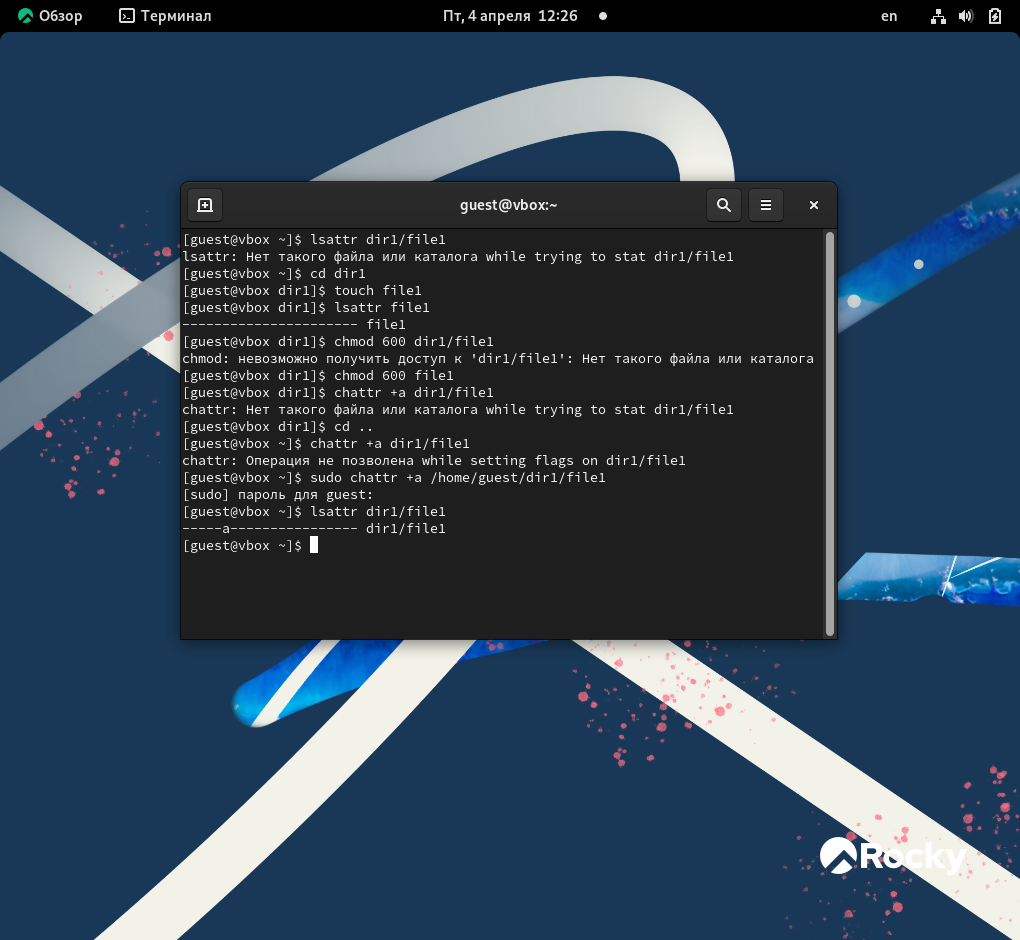 Обзор
Терминал
Пт, 4 апреля 12:26
en
guest@vbox:~
[guest@vbox ~]$ lsattr dir1/file1
lsattr: Нет такого файла или каталога while trying to stat dir1/file1
[guest@vbox ~]$ cd dir1
[guest@vbox dir1]$ touch file1
[guest@vbox dir1]$ lsattr file1
---------------------- file1
[guest@vbox dir1]$ chmod 600 dir1/file1
chmod: невозможно получить доступ к 'dir1/file1': Нет такого файла или каталога
[guest@vbox dir1]$ chmod 600 file1
[guest@vbox dir1]$ chattr +a dir1/file1
chattr: Нет такого файла или каталога while trying to stat dir1/file1
[guest@vbox dir1]$ cd ..
[guest@vbox ~]$ chattr +a dir1/file1
chattr: Операция не позволена while setting flags on dir1/file1
[guest@vbox ~]$ sudo chattr +a /home/guest/dir1/file1
[sudo] пароль для guest:
[guest@vbox ~]$ lsattr dir1/file1
-----a---------------- dir1/file1
[guest@vbox ~]$
Rocky